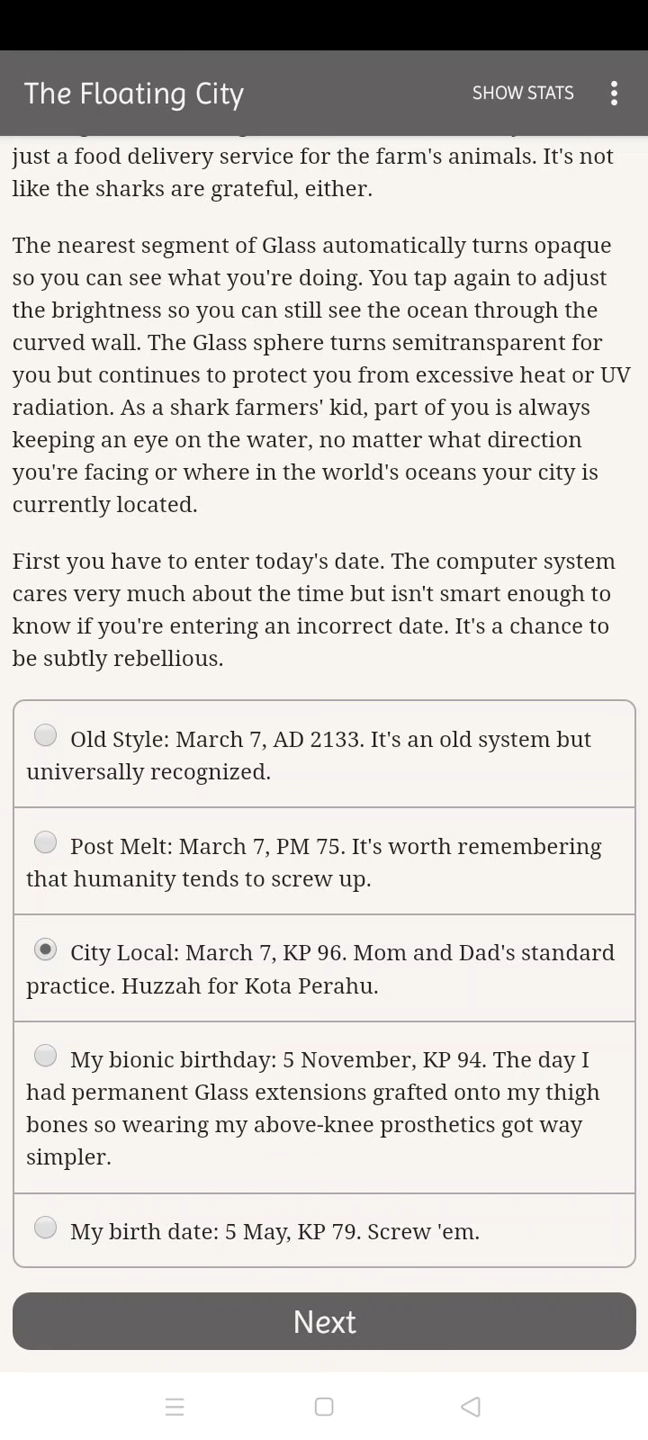 The Floating City
SHOW STATS
just a food delivery service for the farm's animals. It's not
like the sharks are grateful, either.
The nearest segment of Glass automatically turns opaque
so you can see what you're doing. You tap again to adjust
the brightness so you can still see the ocean through the
curved wall. The Glass sphere turns semitransparent for
you but continues to protect you from excessive heat or UV
radiation. As a shark farmers' kid, part of you is always
keeping an eye on the water, no matter what direction
you're facing or where in the world's oceans your city is
currently located.
First you have to enter today's date. The computer system
cares very much about the time but isn't smart enough to
know if you're entering an incorrect date. It's a chance to
be subtly rebellious.
Old Style: March 7, AD 2133. It's an old system but
universally recognized.
Post Melt: March 7, PM 75. It's worth remembering
that humanity tends to screw up.
City Local: March 7, KP 96. Mom and Dad's standard
practice. Huzzah for Kota Perahu.
My bionic birthday: 5 November, KP 94. The day I
had permanent Glass extensions grafted onto my thigh
bones so wearing my above-knee prosthetics got way
simpler.
My birth date: 5 May, KP 79. Screw 'em.
Next